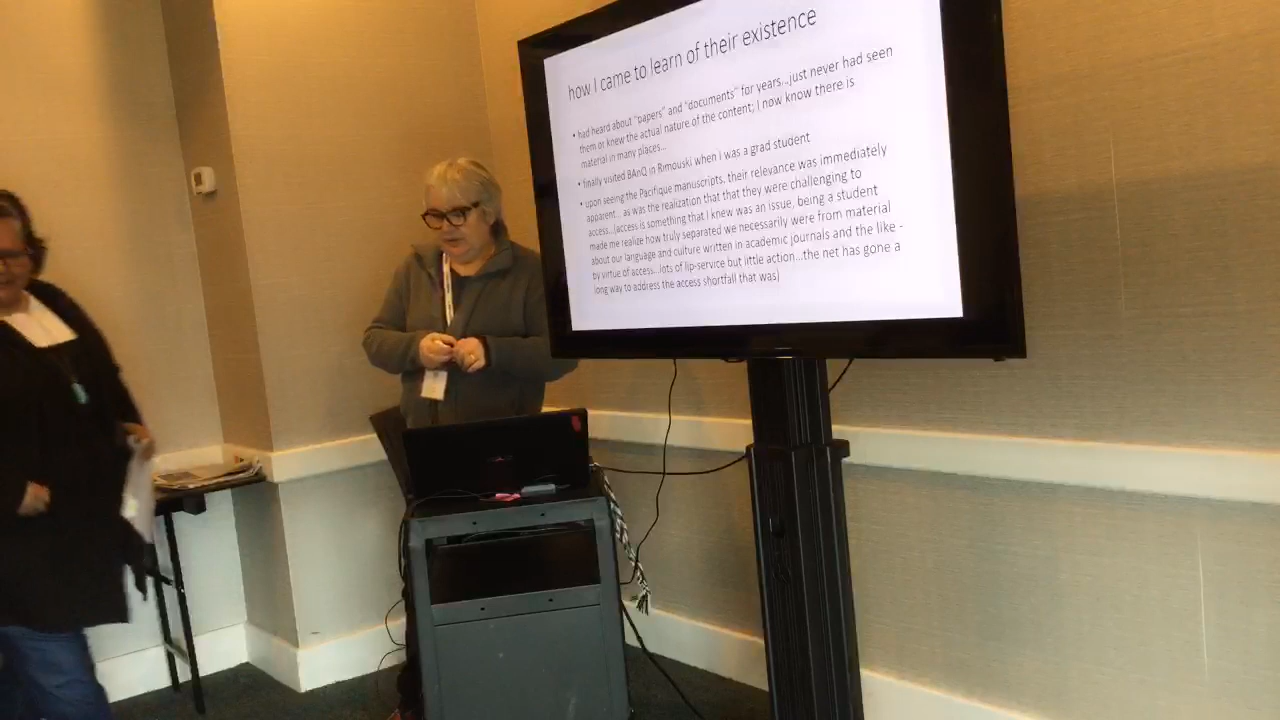 how I came to learn of their existence
• had heard about "papers" and "documents" for years...just never had seen
them or knew the actual nature of the content; I now know there is
material in many places...
• finally visited BAnQ in Rimouski when I was a grad student
• upon seeing the Pacifique manuscripts, their relevance was immediately
apparent... as was the realization that that they were challenging to
access...[access is something that I knew was an issue, being a student
made me realize how truly separated we necessarily were from material
about our language and culture written in academic journals and the like -
by virtue of access...lots of lip-service but little action...the net has gone a
long way to address the access shortfall that was]